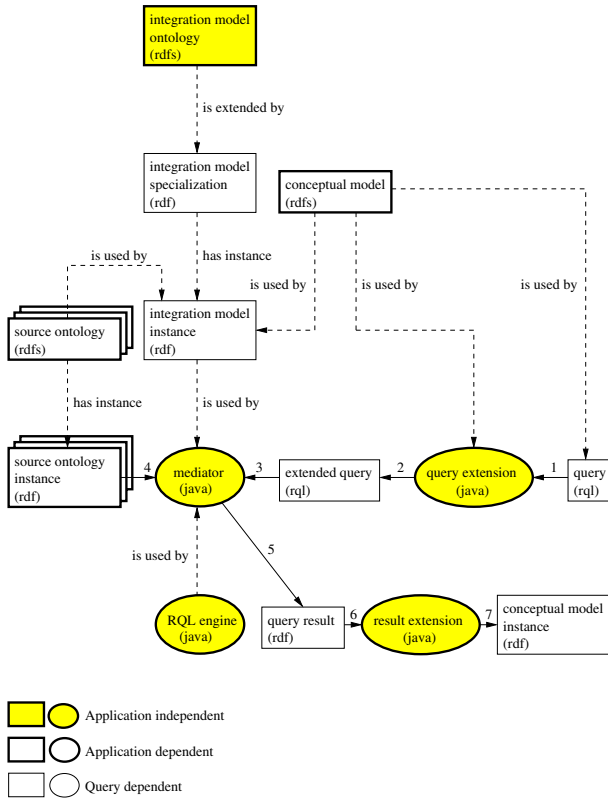 integration model
ontology
(rdfs)
is extended by
integration model
specialization
(rdf)
conceptual model
(rdfs)
is used by
has instance
is used by
is used by
is used by
source ontology
(rdfs)
integration model
instance
(rdf)
has instance
is used by
source ontology
instance
(rdf)
4
mediator
(java)
3
extended query
(rql)
2
query extension
(java)
1
query
(rql)
is used by
5
RQL engine
(java)
query result
(rdf)
6
result extension
(java)
7
conceptual model
instance
(rdf)
Application independent
Application dependent
Query dependent